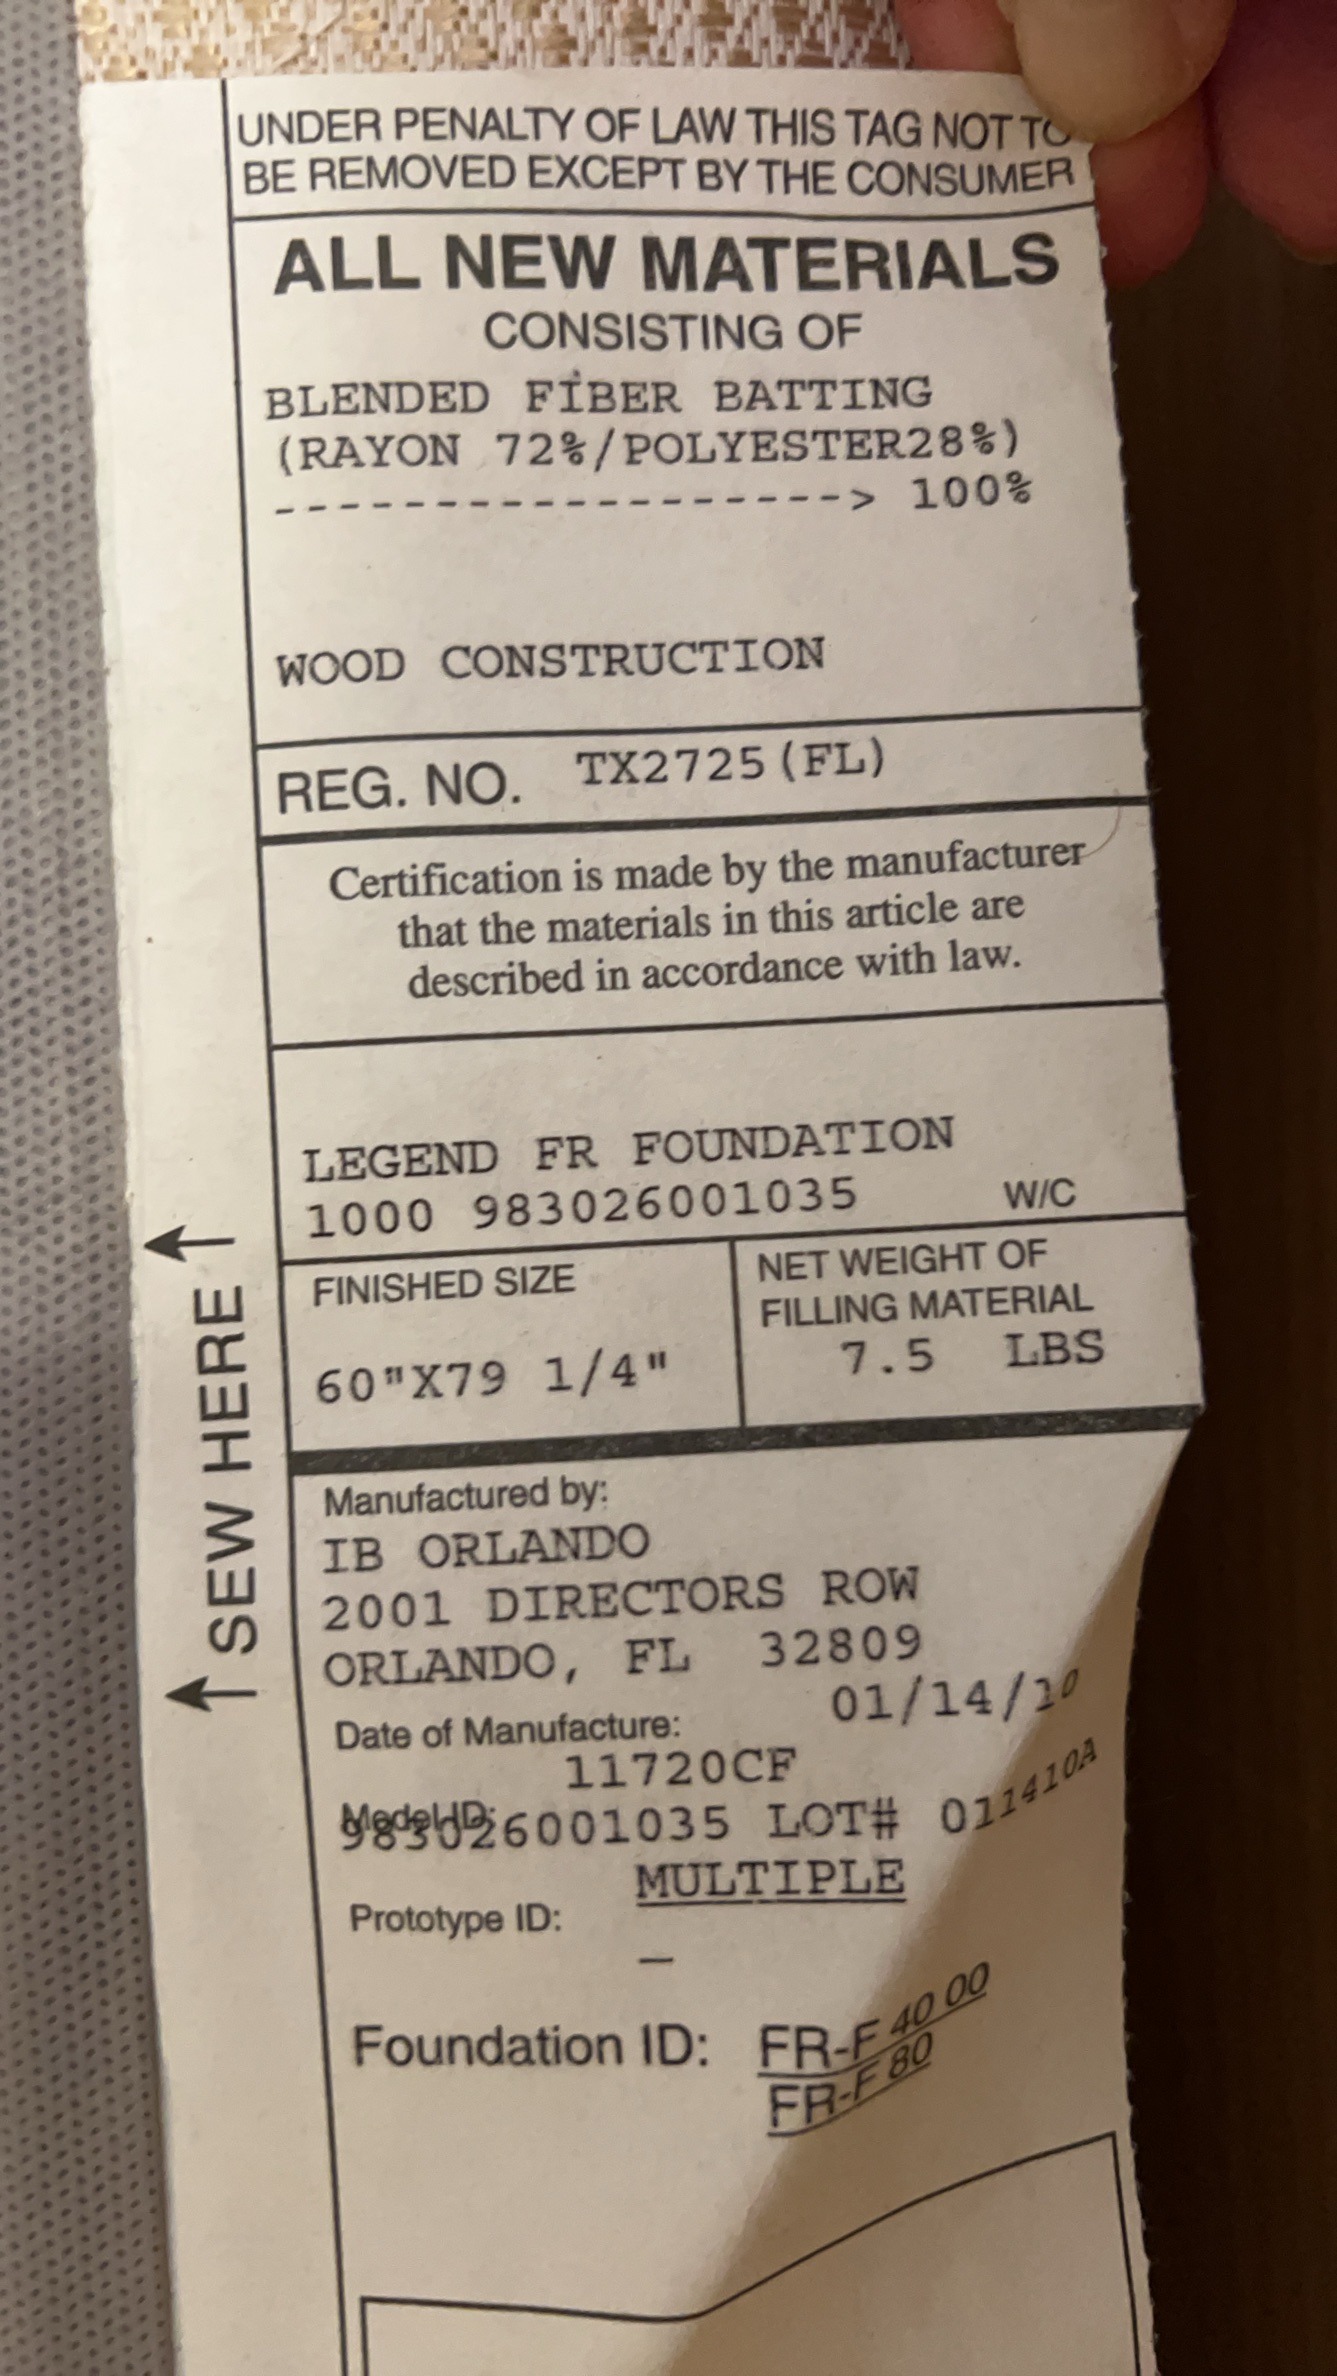 UNDER PENALTY OF LAW THIS TAG NOT TO
BE REMOVED EXCEPT BY THE CONSUMER
ALL NEW MATERIALS
CONSISTING OF
BLENDED FIBER BATTING
(RAYON 72%/POLYESTER28%)
------------------> 100%
WOOD CONSTRUCTION
REG. NO. TX2725(FL)
Certification is made by the manufacturer
that the materials in this article are
described in accordance with law.
LEGEND FR FOUNDATION
1000 983026001035 W/C
FINISHED SIZE
60"X79 1/4"
NET WEIGHT OF
FILLING MATERIAL
7.5 LBS
SEW HERE
Manufactured by:
IB ORLANDO
2001 DIRECTORS ROW
ORLANDO, FL 32809
Date of Manufacture: 01/14/10
11720CF
Model ID:
983026001035 LOT# 011410A
MULTIPLE
Prototype ID:
Foundation ID: FR-F 40 00
FR-F 80